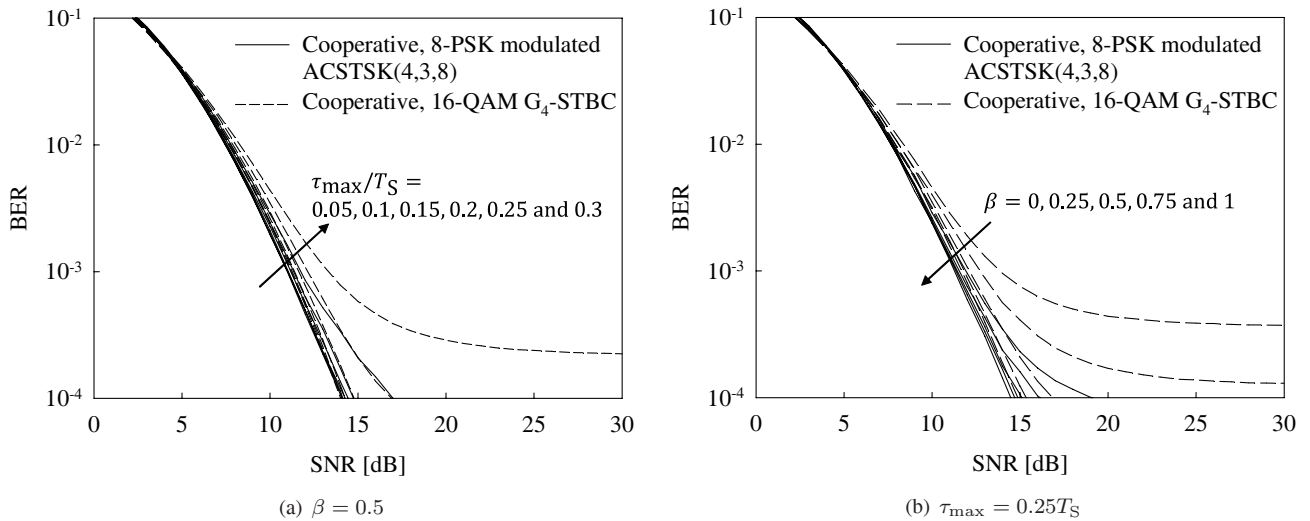 10⁻¹
10⁻²
10⁻³
10⁻⁴
BER
0 5 10 15 20 25 30
SNR [dB]
Cooperative, 8-PSK modulated
ACSTSK(4,3,8)
Cooperative, 16-QAM G₄-STBC
τmax/TS =
0.05, 0.1, 0.15, 0.2, 0.25 and 0.3
(a) β = 0.5
10⁻¹
10⁻²
10⁻³
10⁻⁴
BER
0 5 10 15 20 25 30
SNR [dB]
Cooperative, 8-PSK modulated
ACSTSK(4,3,8)
Cooperative, 16-QAM G₄-STBC
β = 0, 0.25, 0.5, 0.75 and 1
(b) τmax = 0.25TS